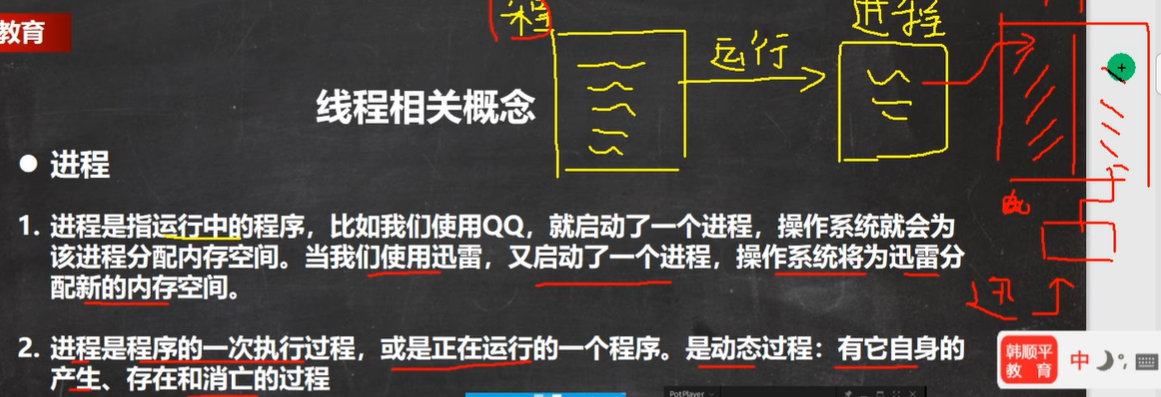 教育
程
运行
进程
线程相关概念
● 进程
1. 进程是指运行中的程序，比如我们使用QQ，就启动了一个进程，操作系统就会为
该进程分配内存空间。当我们使用迅雷，又启动了一个进程，操作系统将为迅雷分
配新的内存空间。
2. 进程是程序的一次执行过程，或是正在运行的一个程序。是动态过程：有它自身的
产生、存在和消亡的过程
韩顺平
教 育
中
PotPlayer